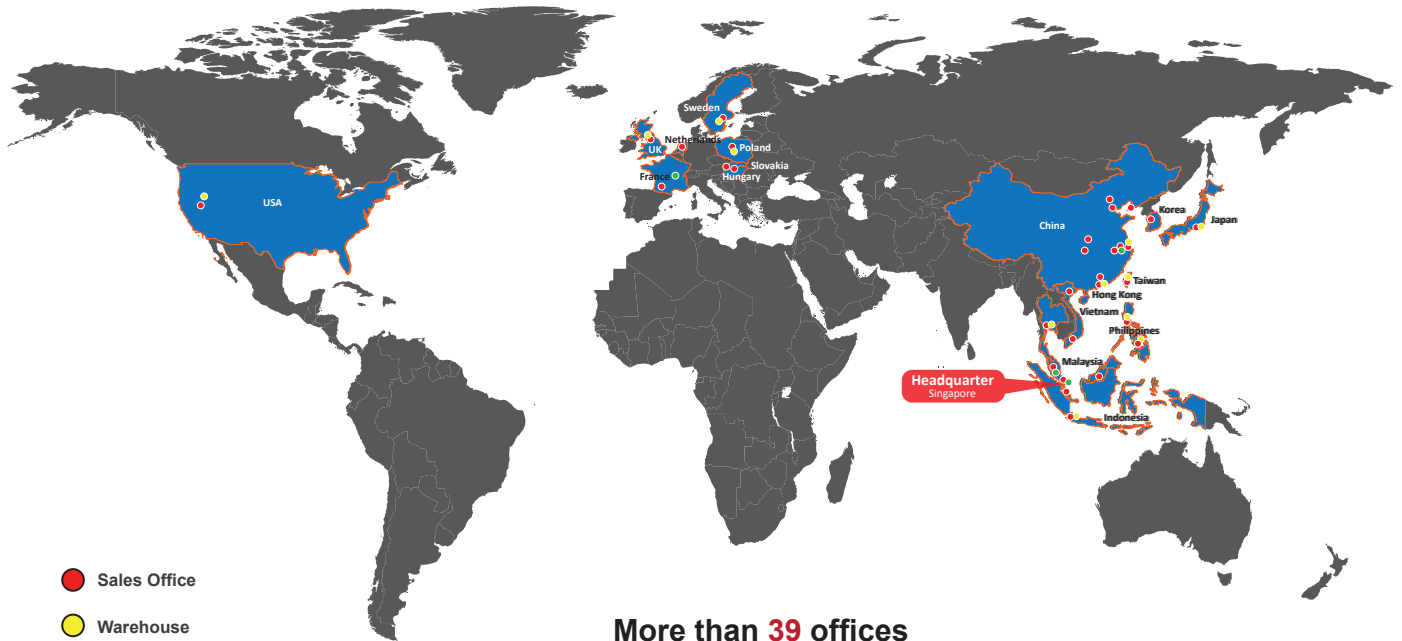 Sweden
Netherlands
Poland
UK
Slovakia
France
Hungary
USA
China
Korea
Japan
Taiwan
Hong Kong
Vietnam
Philippines
Malaysia
Headquarter
Singapore
Indonesia
Sales Office
Warehouse
More than 39 offices